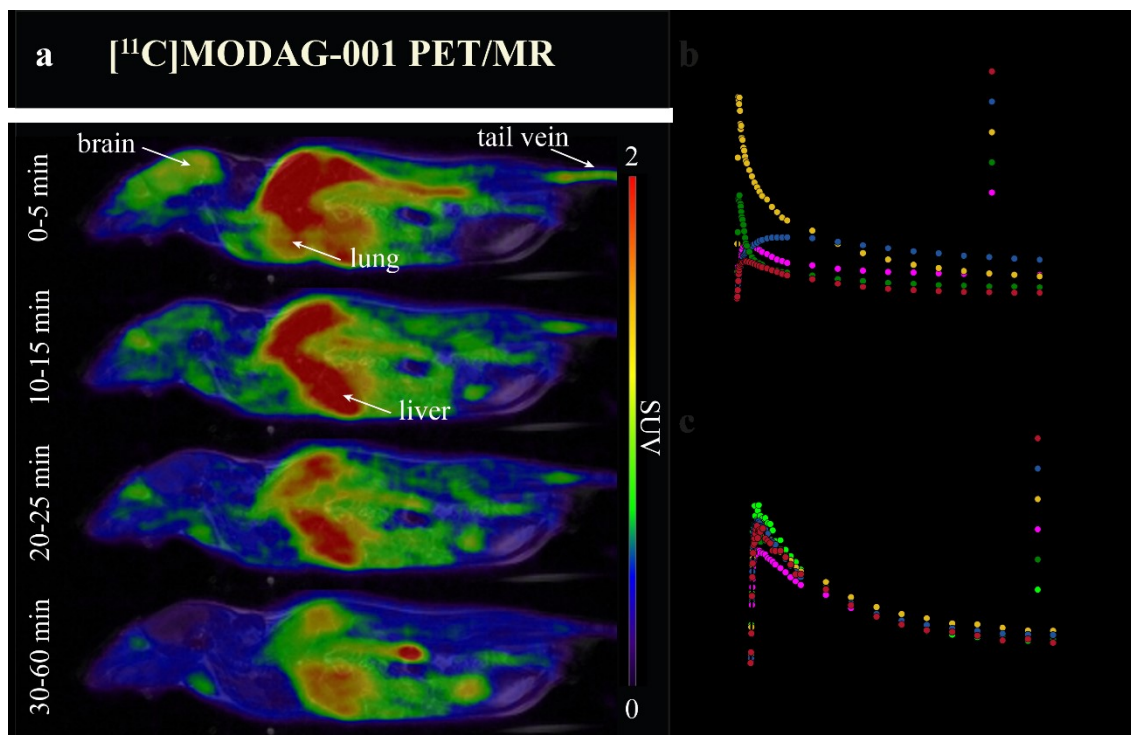 a [¹¹C]MODAG-001 PET/MR
brain
tail vein
0-5 min
lung
2
10-15 min
liver
SUV
20-25 min
30-60 min
0
b
c